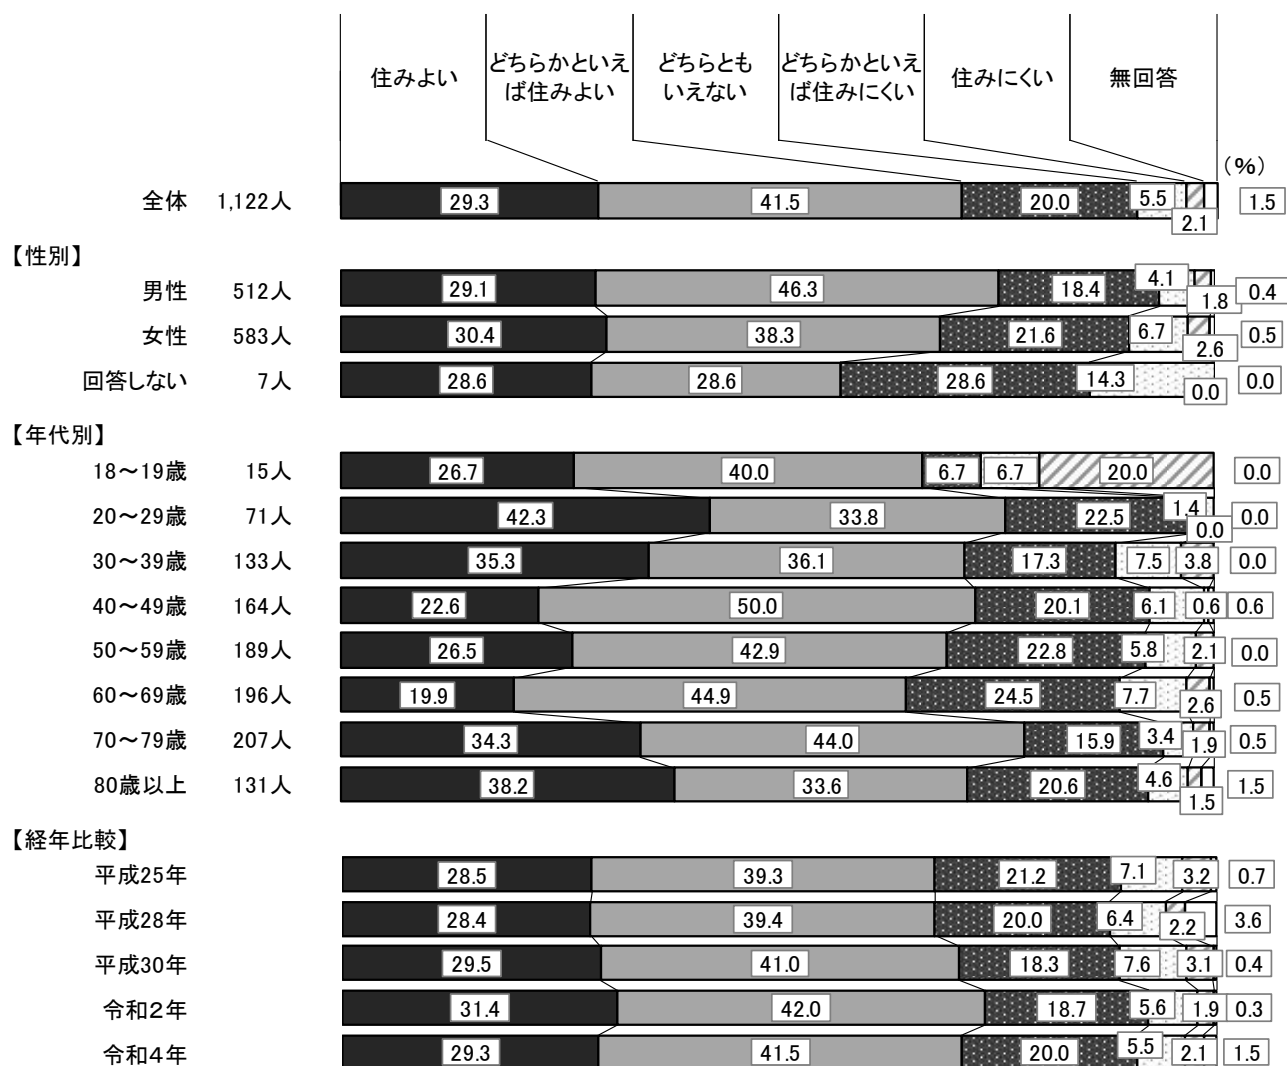 住みよい どちらかといえば住みよい どちらともいえない どちらかといえば住みにくい 住みにくい 無回答
(%)
全体 1,122人 29.3 41.5 20.0 5.5 2.1 1.5
【性別】
男性 512人 29.1 46.3 18.4 4.1 1.8 0.4
女性 583人 30.4 38.3 21.6 6.7 2.6 0.5
回答しない 7人 28.6 28.6 28.6 14.3 0.0 0.0
【年代別】
18～19歳 15人 26.7 40.0 6.7 6.7 20.0 0.0
20～29歳 71人 42.3 33.8 22.5 1.4 0.0 0.0
30～39歳 133人 35.3 36.1 17.3 7.5 3.8 0.0
40～49歳 164人 22.6 50.0 20.1 6.1 0.6 0.6
50～59歳 189人 26.5 42.9 22.8 5.8 2.1 0.0
60～69歳 196人 19.9 44.9 24.5 7.7 2.6 0.5
70～79歳 207人 34.3 44.0 15.9 3.4 1.9 0.5
80歳以上 131人 38.2 33.6 20.6 4.6 1.5 1.5
【経年比較】
平成25年 28.5 39.3 21.2 7.1 3.2 0.7
平成28年 28.4 39.4 20.0 6.4 2.2 3.6
平成30年 29.5 41.0 18.3 7.6 3.1 0.4
令和2年 31.4 42.0 18.7 5.6 1.9 0.3
令和4年 29.3 41.5 20.0 5.5 2.1 1.5